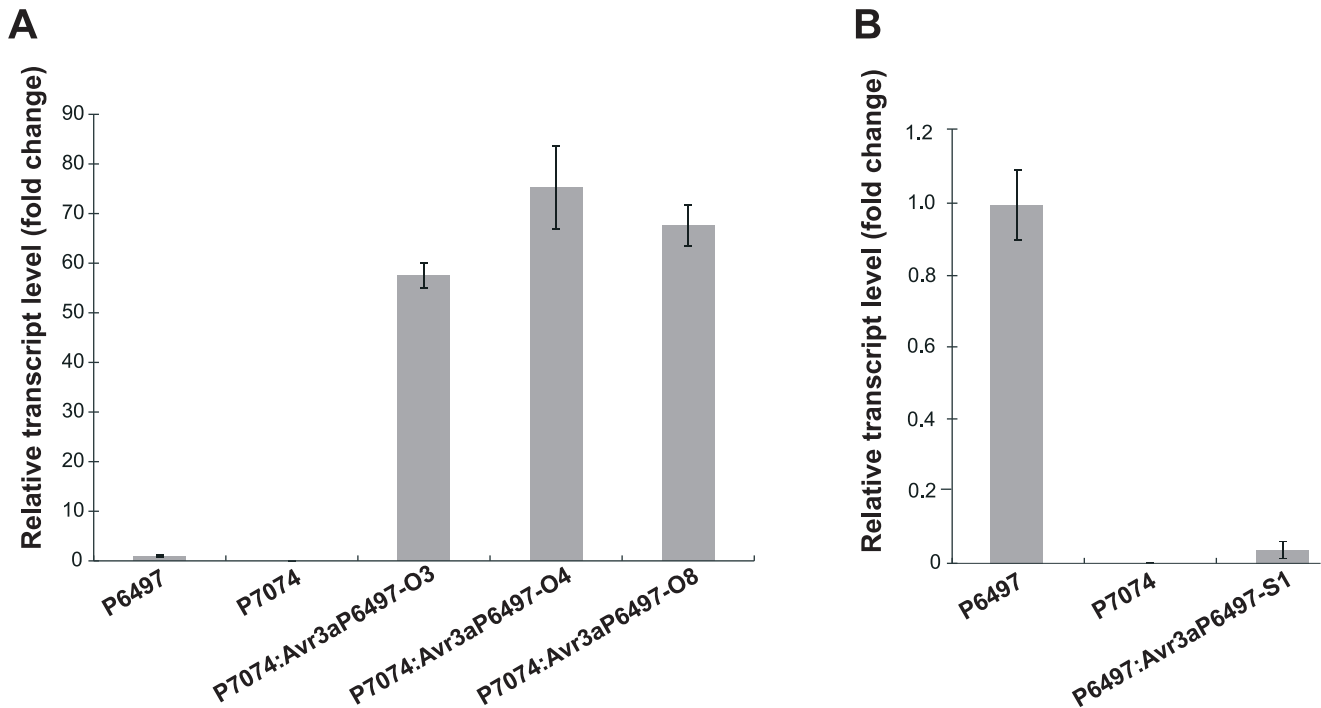 A
Relative transcript level (fold change)
90
80
70
60
50
40
30
20
10
0
P6497
P7074
P7074:Avr3aP6497-O3
P7074:Avr3aP6497-O4
P7074:Avr3aP6497-O8
B
Relative transcript level (fold change)
1.2
1.0
0.8
0.6
0.4
0.2
0
P6497
P7074
P6497:Avr3aP6497-S1